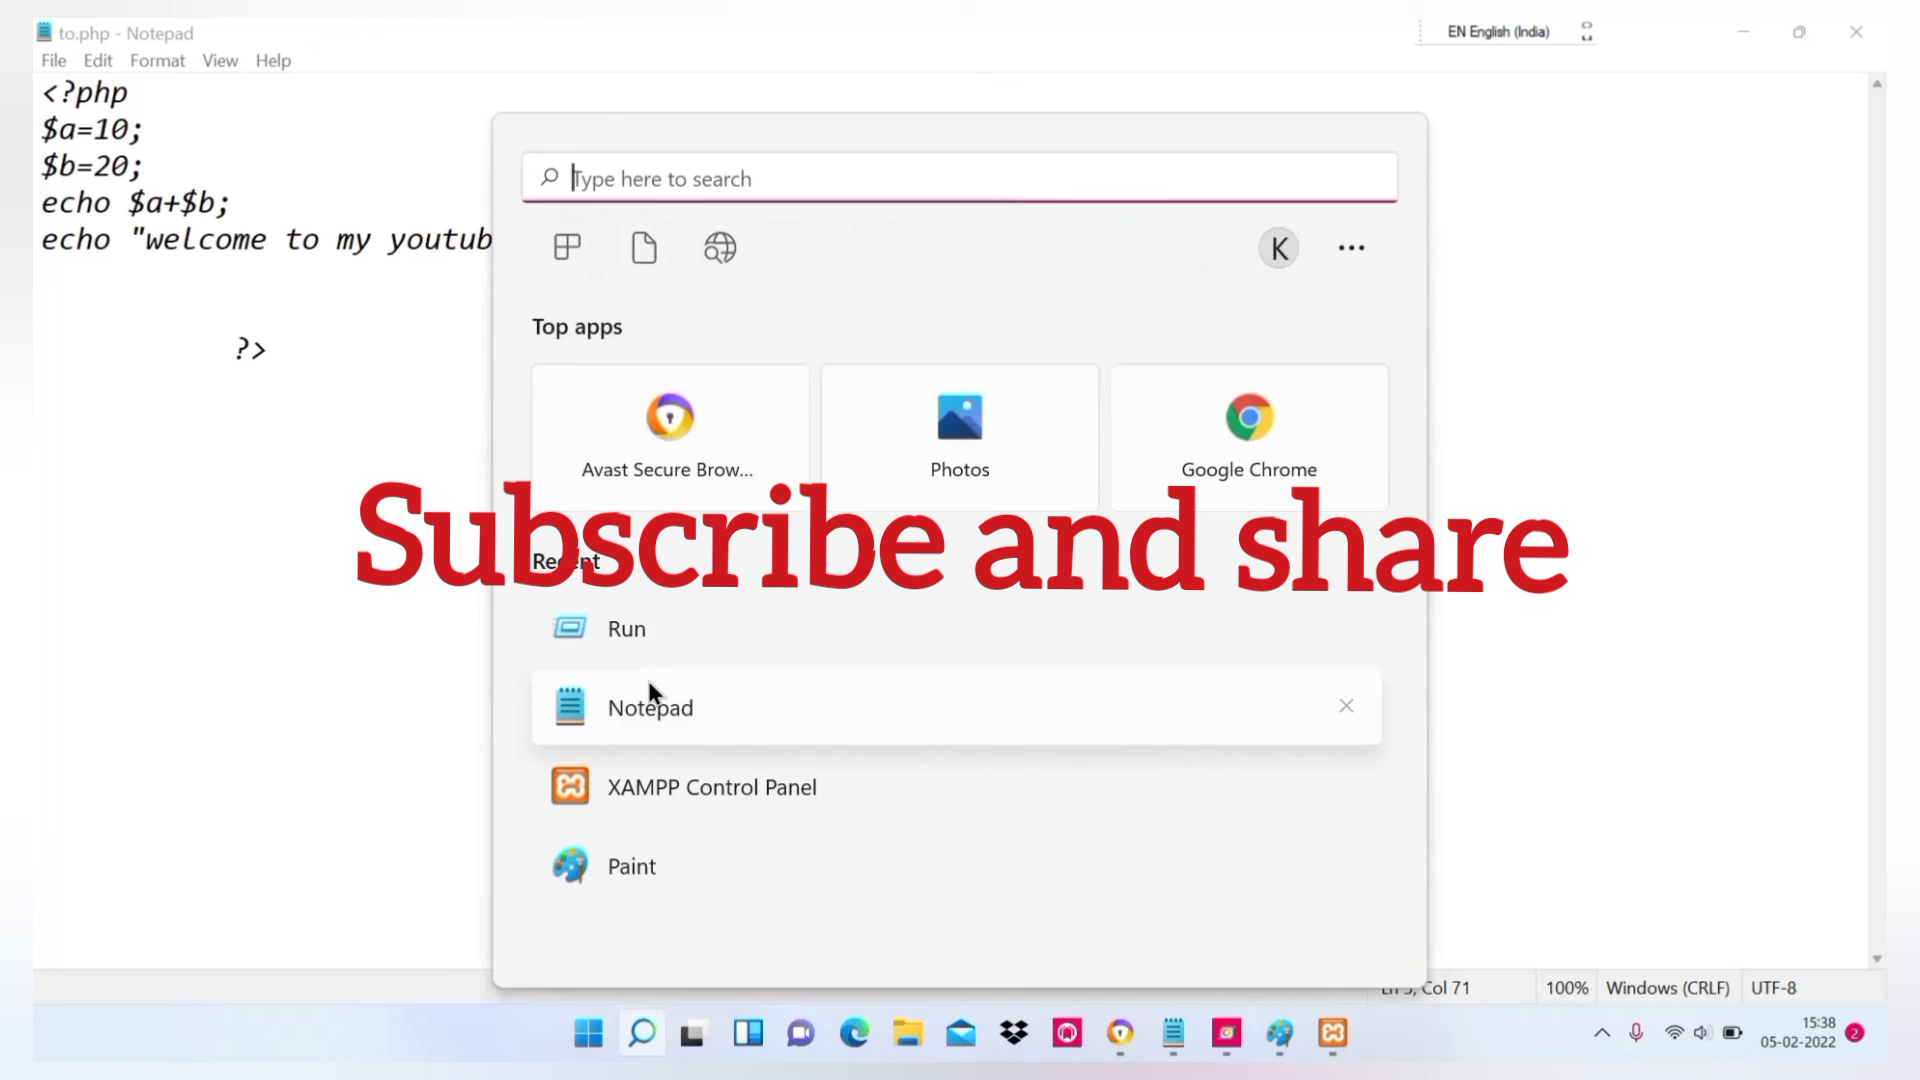 to.php - Notepad
EN English (India)
File Edit Format View Help
<?php
$a=10;
$b=20;
echo $a+$b;
echo "welcome to my youtub
?>
Type here to search
K
Top apps
Avast Secure Brow...
Photos
Google Chrome
Subscribe and share
Recent
Run
Notepad
XAMPP Control Panel
Paint
Col 71
100%
Windows (CRLF)
UTF-8
15:38
05-02-2022
2